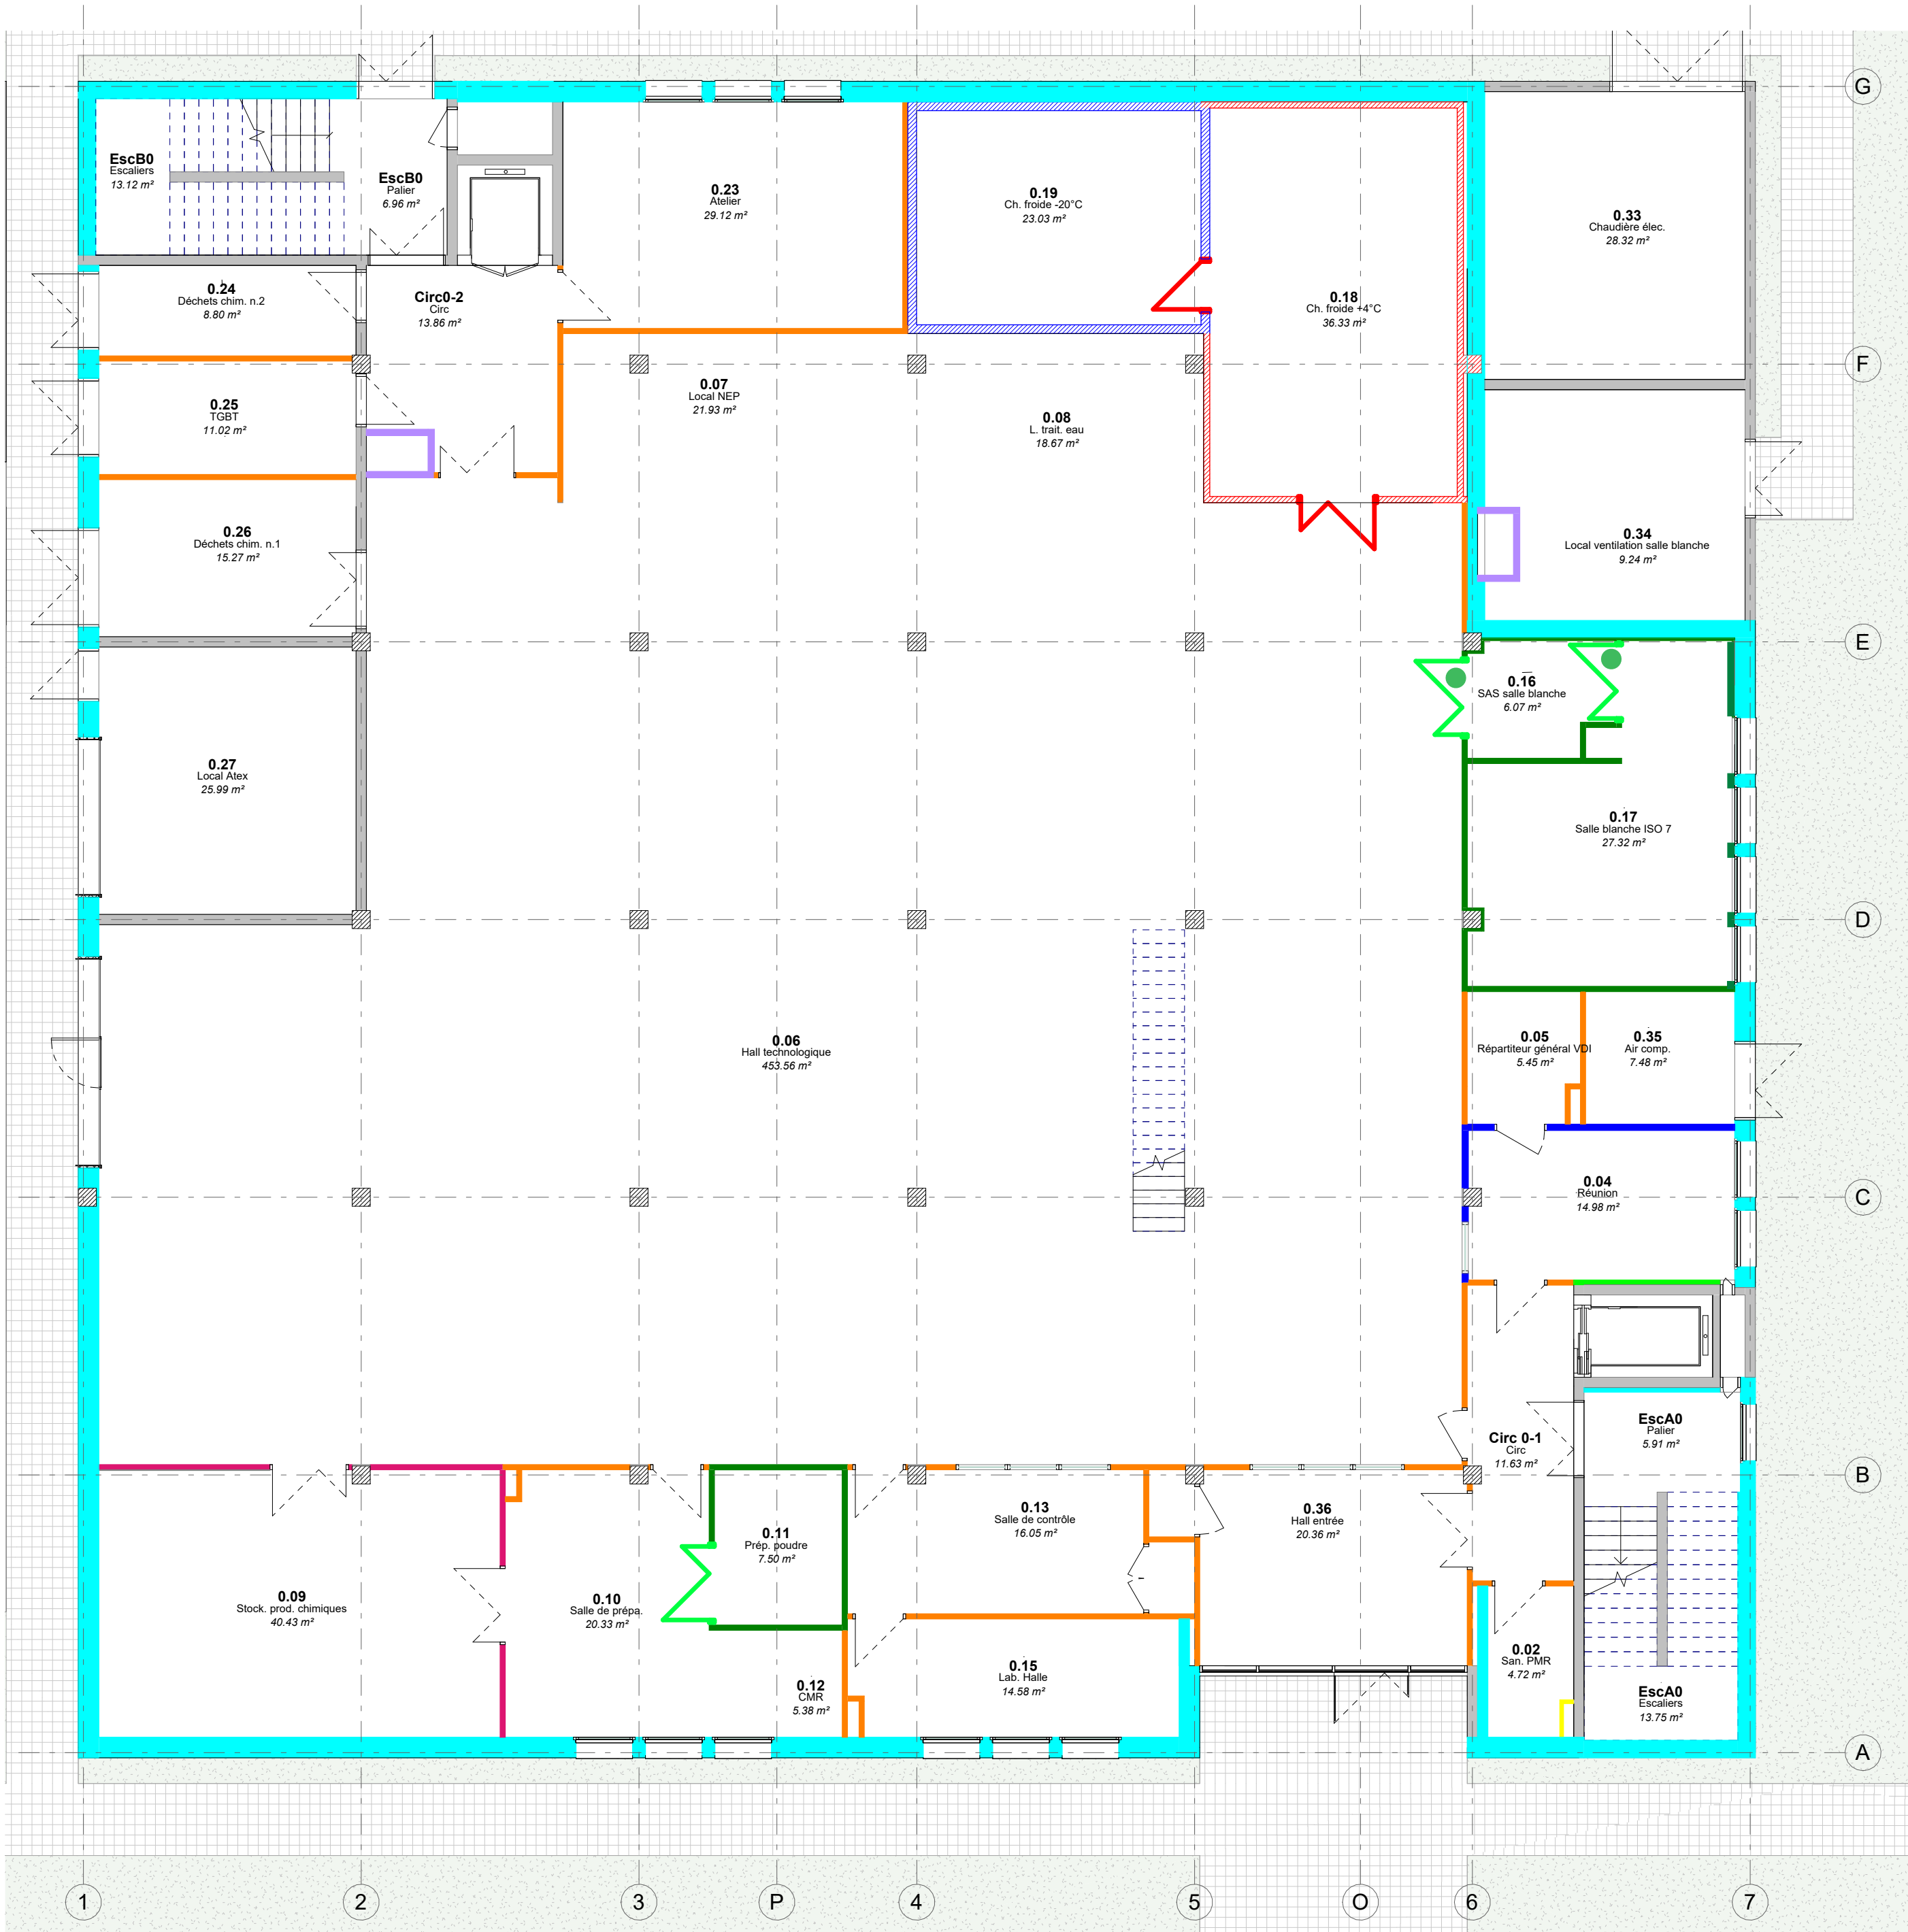 G
EscB0
Escaliers
13.12 m²
EscB0
Palier
6.96 m²
0.23
Atelier
29.12 m²
0.19
Ch. froide -20°C
23.03 m²
0.33
Chaudière élec.
28.32 m²
0.24
Déchets chim. n.2
8.80 m²
Circ0-2
Circ
13.86 m²
0.18
Ch. froide +4°C
36.33 m²
F
0.25
TGBT
11.02 m²
0.07
Local NEP
21.93 m²
0.08
L. trait. eau
18.67 m²
0.26
Déchets chim. n.1
15.27 m²
0.34
Local ventilation salle blanche
9.24 m²
E
0.16
SAS salle blanche
6.07 m²
0.27
Local Atex
25.99 m²
0.17
Salle blanche ISO 7
27.32 m²
D
0.06
Hall technologique
453.56 m²
0.05
Répartiteur général VDI
5.45 m²
0.35
Air comp.
7.48 m²
0.04
Réunion
14.98 m²
C
EscA0
Palier
5.91 m²
Circ 0-1
Circ
11.63 m²
B
0.13
Salle de contrôle
16.05 m²
0.36
Hall entrée
20.36 m²
0.11
Prép. poudre
7.50 m²
0.09
Stock. prod. chimiques
40.43 m²
0.10
Salle de prépa.
20.33 m²
0.02
San. PMR
4.72 m²
0.15
Lab. Halle
14.58 m²
0.12
CMR
5.38 m²
EscA0
Escaliers
13.75 m²
A
1
2
3
P
4
5
O
6
7